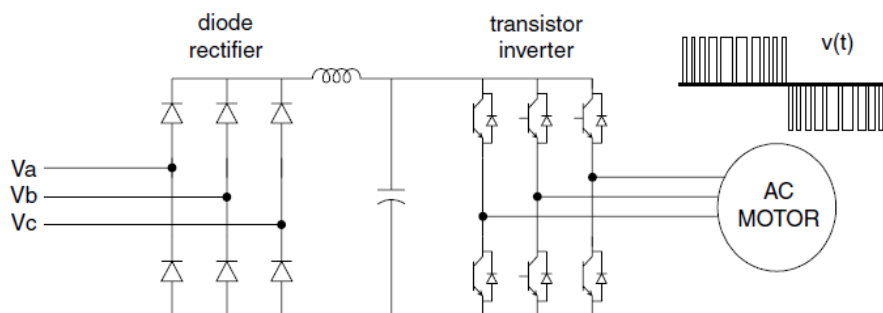 diode
rectifier
transistor
inverter
v(t)
Va
Vb
Vc
AC
MOTOR